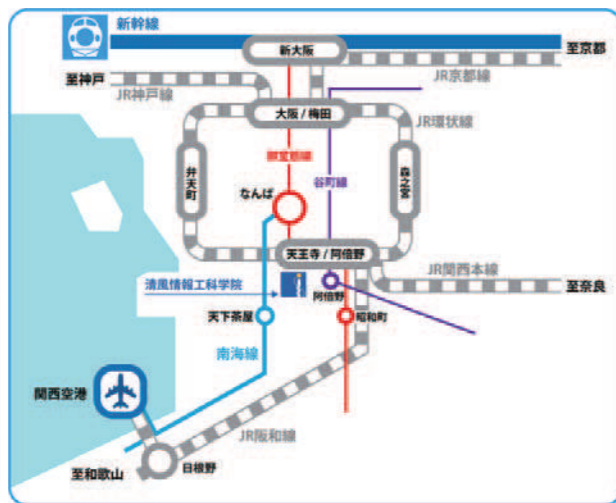 新幹線
新大阪
至京都
JR京都線
至神戸
JR神戸線
大阪 / 梅田
JR環状線
御堂筋線
弁天町
森之宮
谷町線
なんば
天王寺 / 阿倍野
JR関西本線
清風情報工科学院
阿倍野
至奈良
天下茶屋
昭和町
南海線
関西空港
JR阪和線
至和歌山
日根野